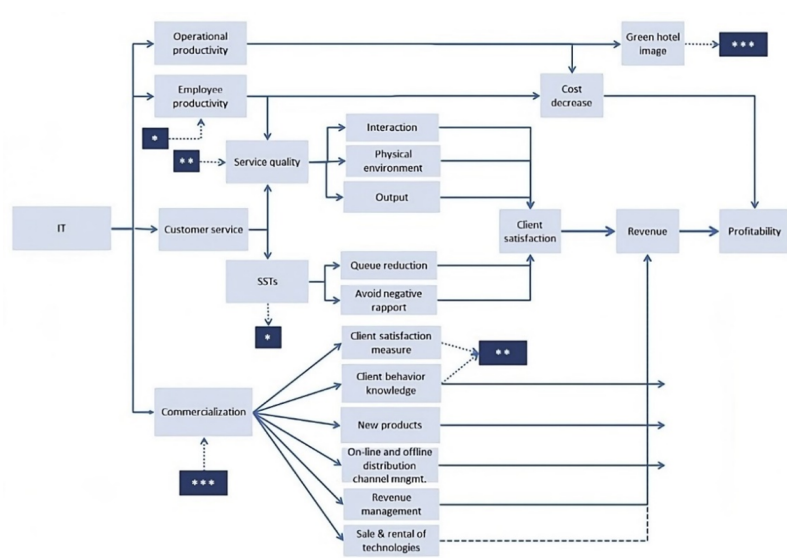 Operational
productivity
Green hotel
image
***
Employee
productivity
Cost
decrease
*
**
Service quality
Interaction
Physical
environment
Output
IT
Customer service
Client
satisfaction
Revenue
Profitability
SSTs
Queue reduction
Avoid negative
rapport
*
Client satisfaction
measure
**
Client behavior
knowledge
Commercialization
New products
On-line and offline
distribution
channel mngmt.
***
Revenue
management
Sale & rental of
technologies